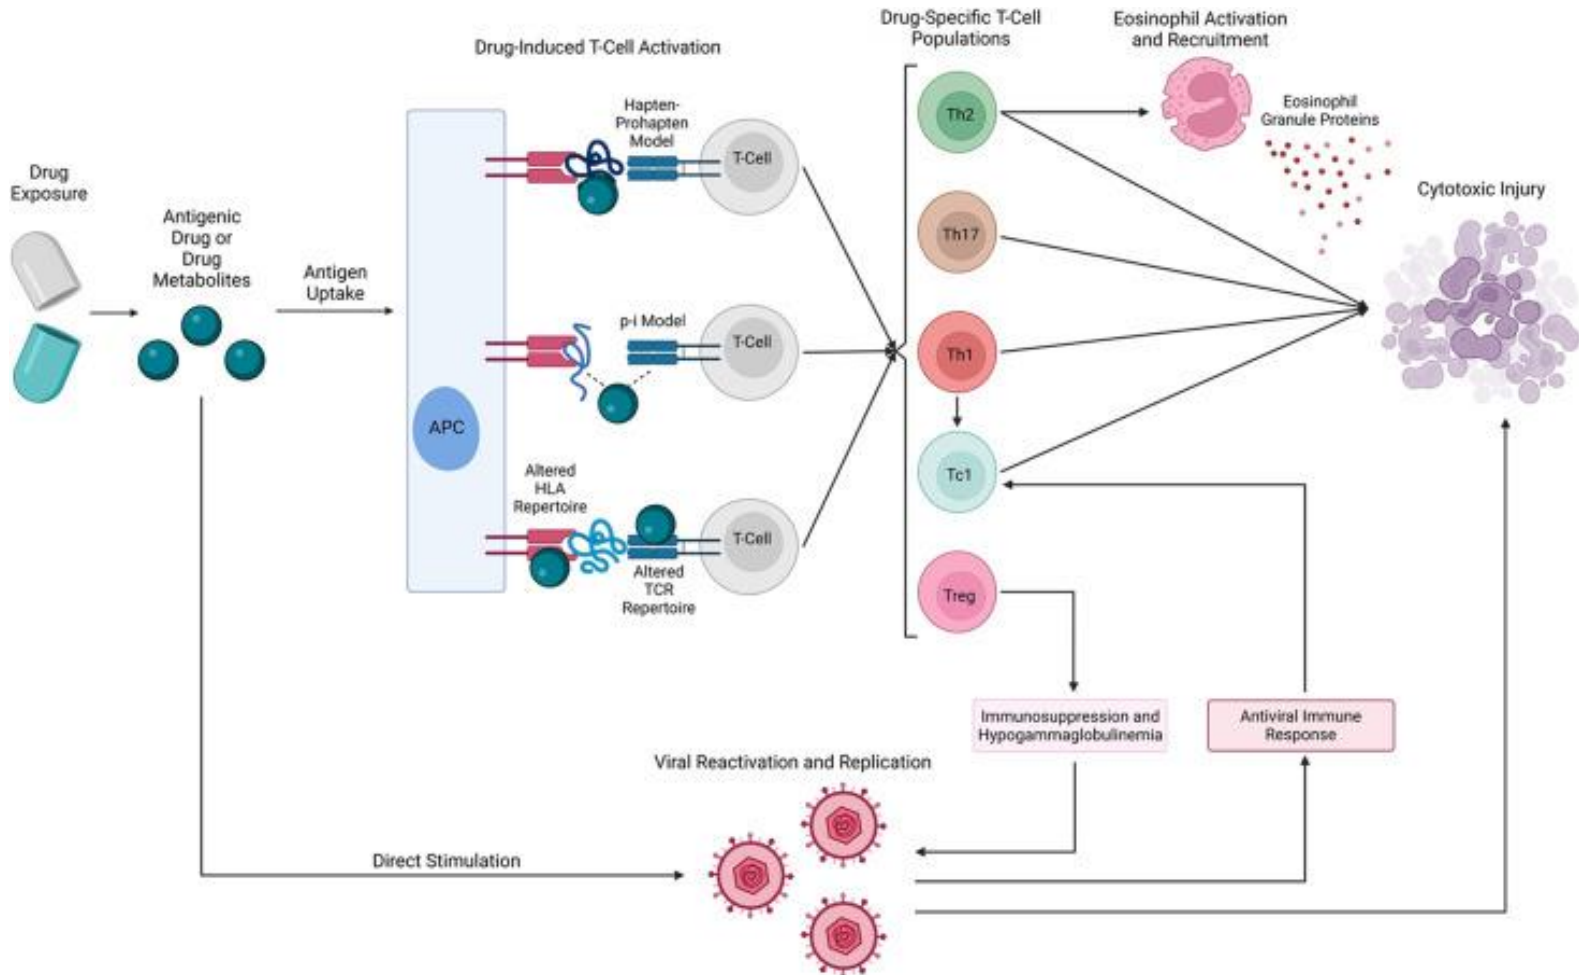 Drug
Exposure
Antigenic
Drug or
Drug
Metabolites
Antigen
Uptake
Drug-Induced T-Cell Activation
APC
Hapten-
Prohapten
Model
T-Cell
p-i Model
T-Cell
Altered
HLA
Repertoire
T-Cell
Altered
TCR
Repertoire
Drug-Specific T-Cell
Populations
Th2
Th17
Th1
Tc1
Treg
Eosinophil Activation
and Recruitment
Eosinophil
Granule Proteins
Cytotoxic Injury
Immunosuppression and
Hypogammaglobulinemia
Antiviral Immune
Response
Viral Reactivation and Replication
Direct Stimulation